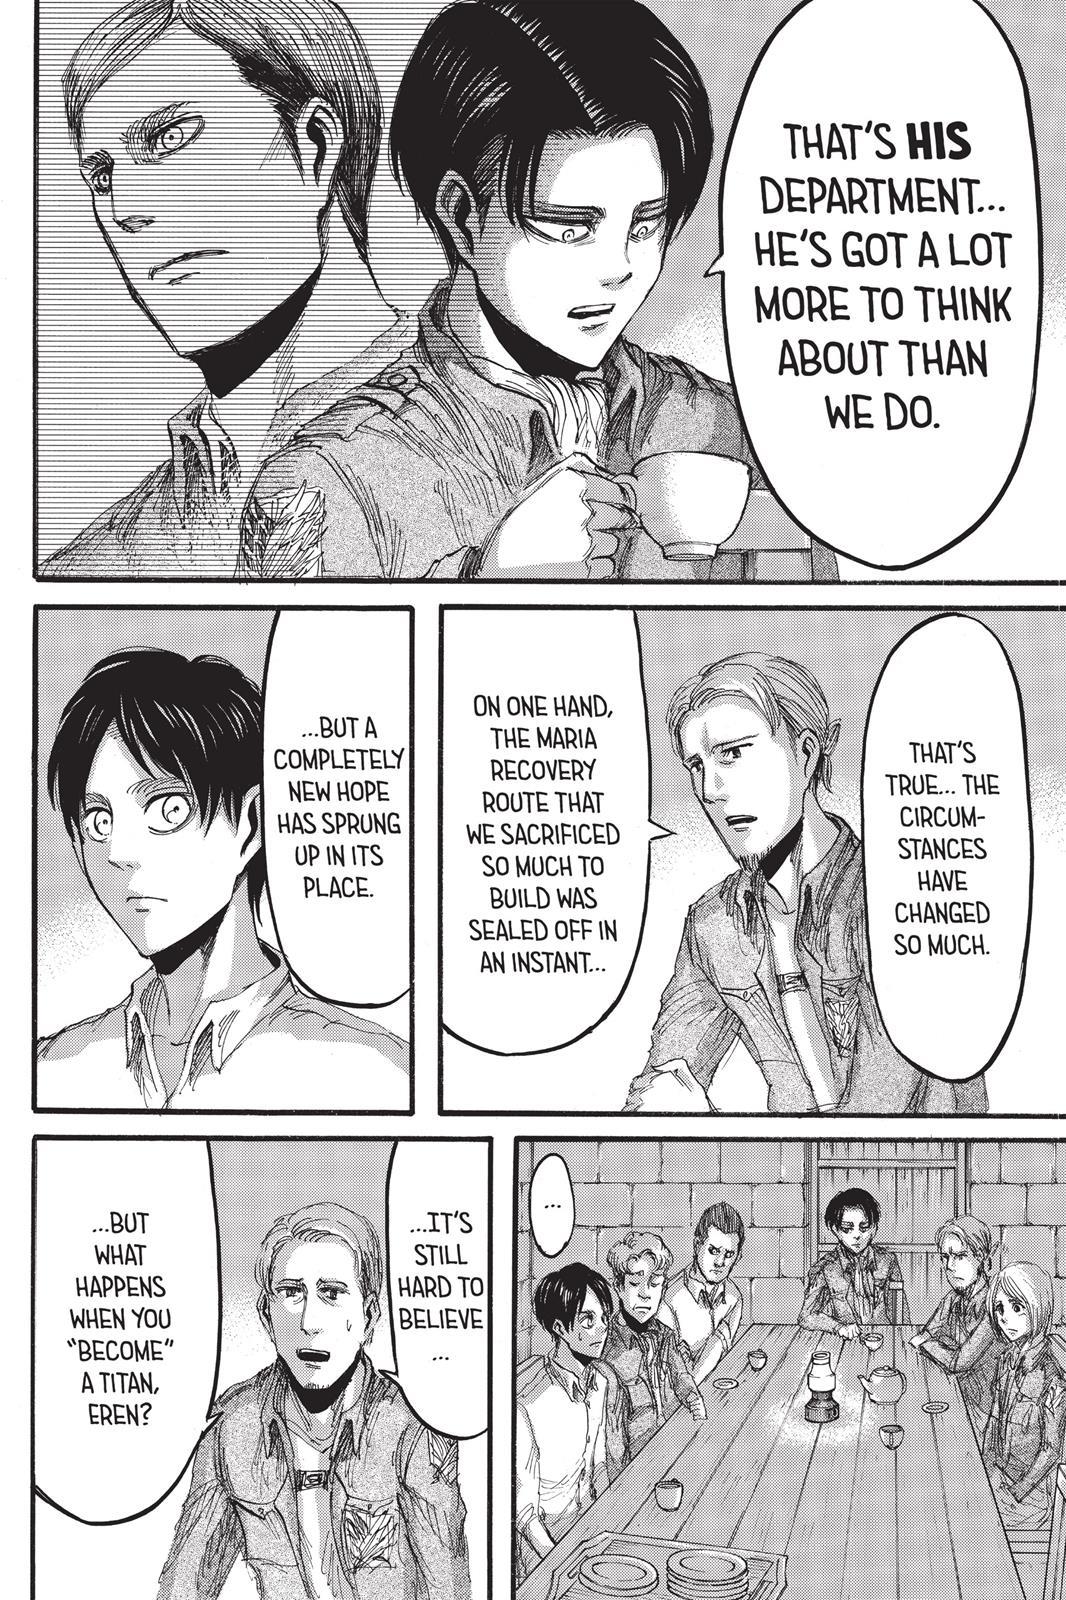 THAT'S HIS
DEPARTMENT...
HE'S GOT A LOT
MORE TO THINK
ABOUT THAN
WE DO.
THAT'S
TRUE... THE
CIRCUM-
STANCES
HAVE
CHANGED
SO MUCH.
ON ONE HAND,
THE MARIA
RECOVERY
ROUTE THAT
WE SACRIFICED
SO MUCH TO
BUILD WAS
SEALED OFF IN
AN INSTANT...
...BUT A
COMPLETELY
NEW HOPE
HAS SPRUNG
UP IN ITS
PLACE.
...
...IT'S
STILL
HARD TO
BELIEVE
...
...BUT
WHAT
HAPPENS
WHEN YOU
“BECOME”
A TITAN,
EREN?